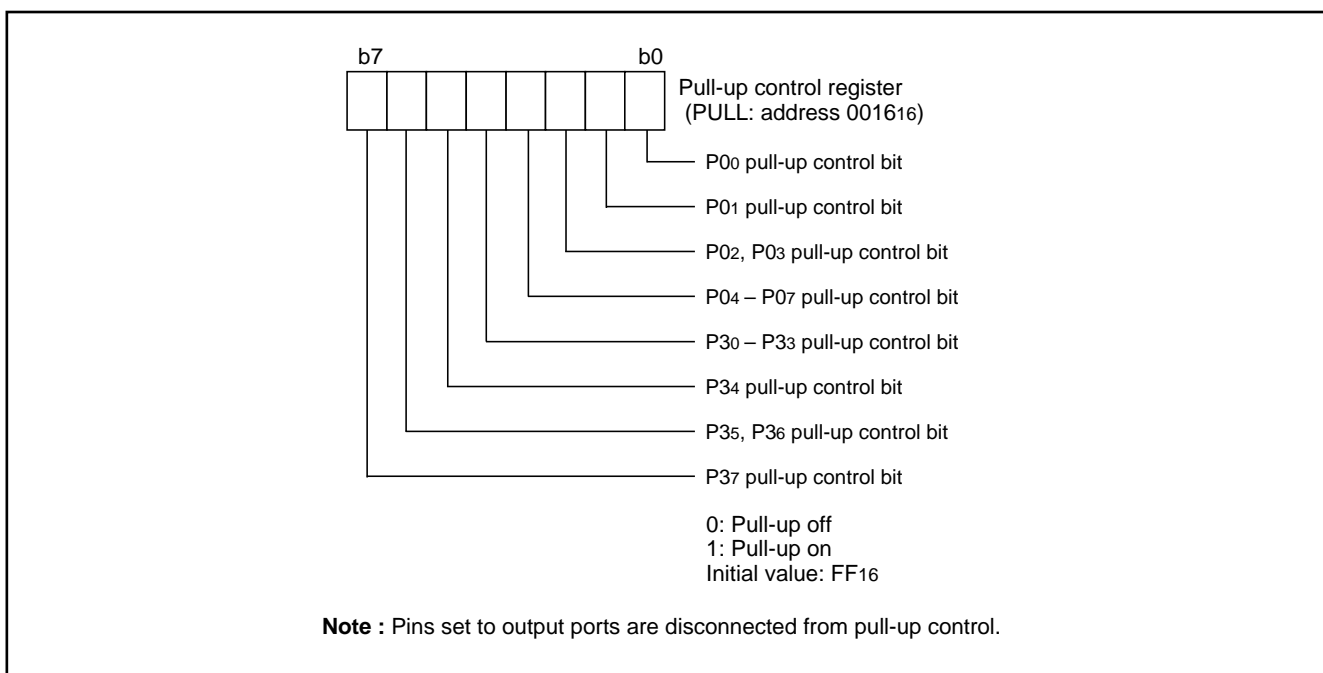 b7 b0
Pull-up control register
(PULL: address 001616)
P00 pull-up control bit
P01 pull-up control bit
P02, P03 pull-up control bit
P04 – P07 pull-up control bit
P30 – P33 pull-up control bit
P34 pull-up control bit
P35, P36 pull-up control bit
P37 pull-up control bit
0: Pull-up off
1: Pull-up on
Initial value: FF16
Note : Pins set to output ports are disconnected from pull-up control.